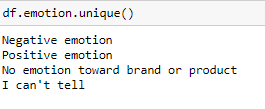 df.emotion.unique()
Negative emotion
Positive emotion
No emotion toward brand or product
I can't tell